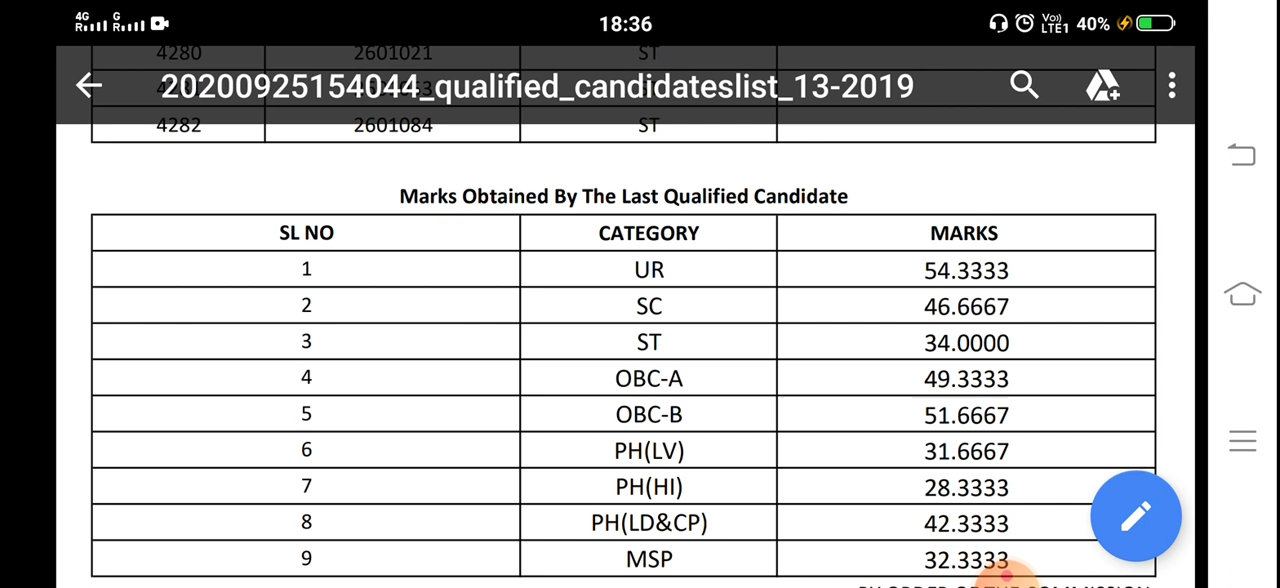 4G G
R R
18:36
Vo)) LTE1 40%
4280 2601021 ST
20200925154044_qualified_candidateslist_13-2019
4282 2601084 ST
Marks Obtained By The Last Qualified Candidate
SL NO CATEGORY MARKS
1 UR 54.3333
2 SC 46.6667
3 ST 34.0000
4 OBC-A 49.3333
5 OBC-B 51.6667
6 PH(LV) 31.6667
7 PH(HI) 28.3333
8 PH(LD&CP) 42.3333
9 MSP 32.3333